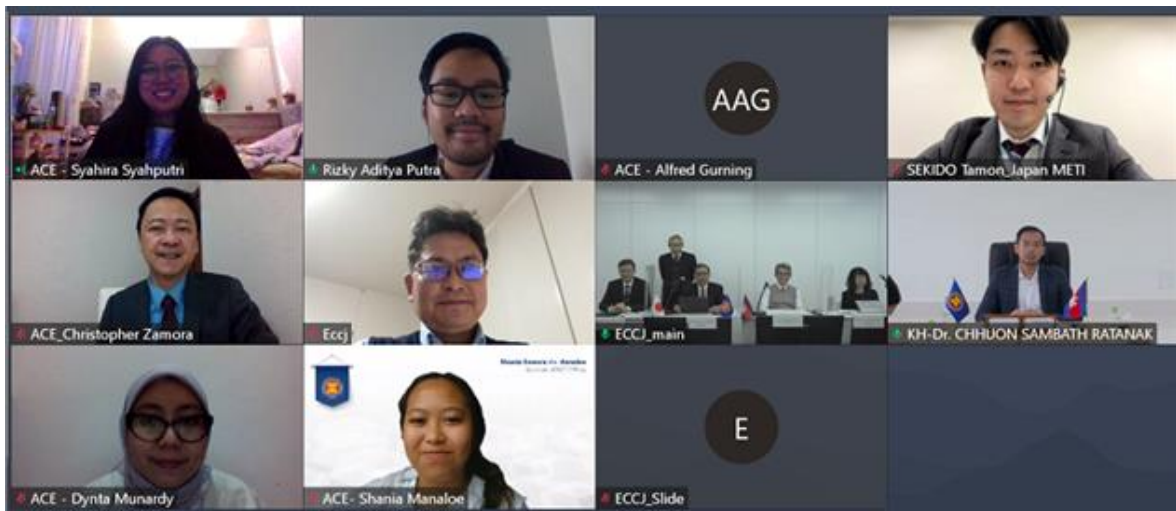 ACE - Syahira Syahputri
Rizky Aditya Putra
AAG
ACE - Alfred Gurning
SEKIDO Tamon_Japan METI
ACE_Christopher Zamora
Eccj
ECCJ_main
KH-Dr. CHHUON SAMBATH RATANAK
ACE - Dynta Munardy
ACE- Shania Manaloe
E
ECCJ_Slide